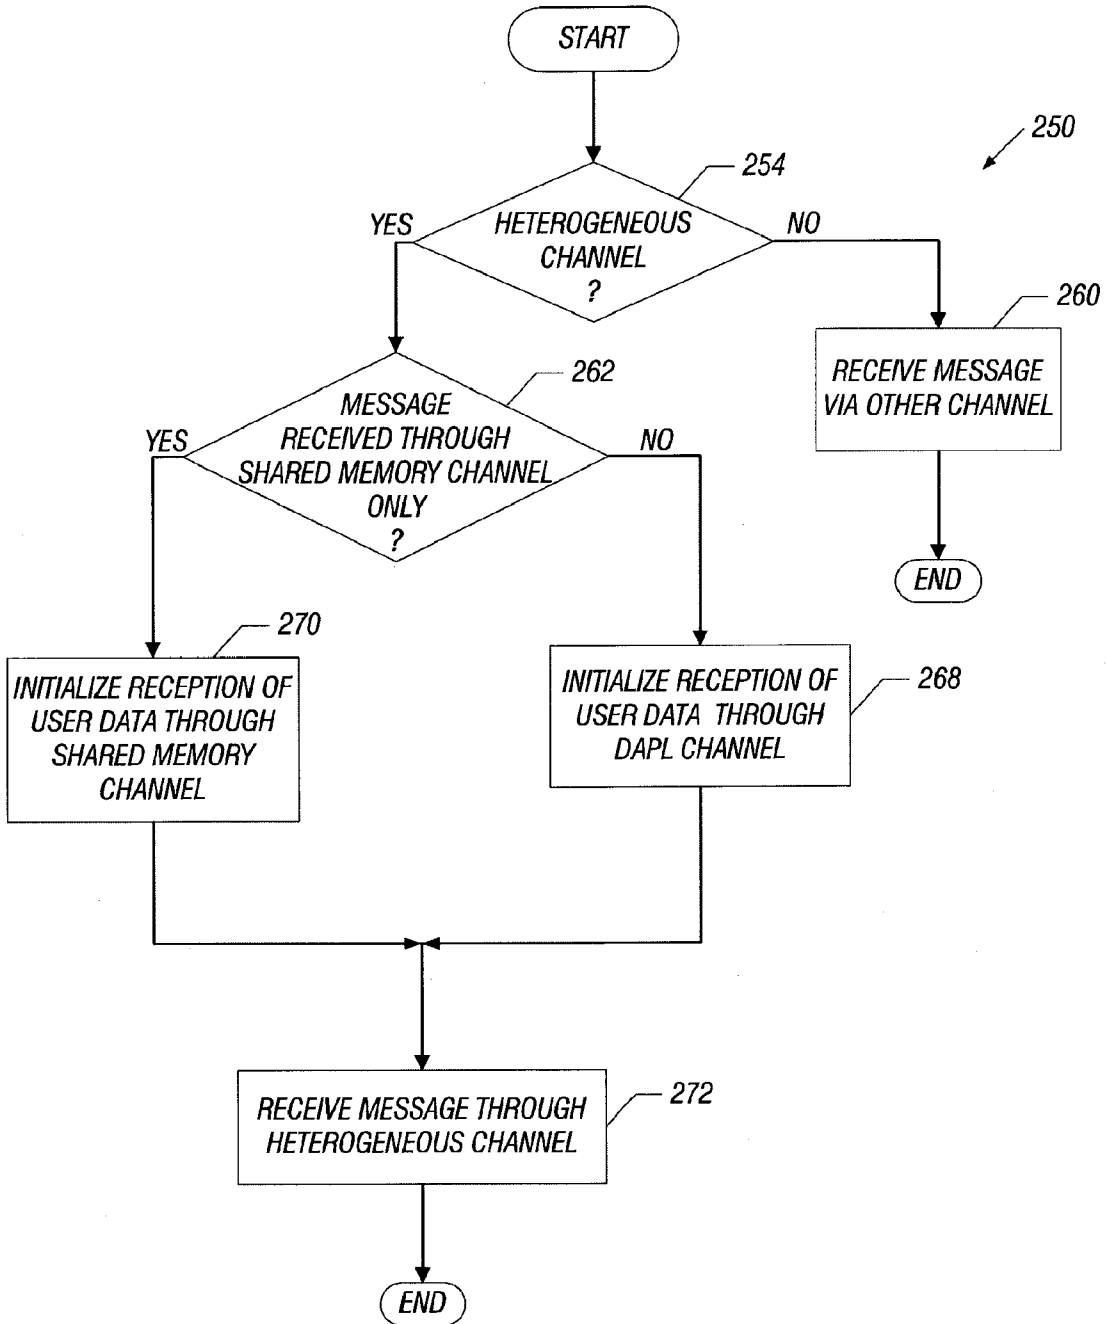 START
250
254
YES
HETEROGENEOUS
CHANNEL
?
NO
260
RECEIVE MESSAGE
VIA OTHER CHANNEL
END
262
YES
MESSAGE
RECEIVED THROUGH
SHARED MEMORY CHANNEL
ONLY
?
NO
270
INITIALIZE RECEPTION OF
USER DATA THROUGH
SHARED MEMORY
CHANNEL
268
INITIALIZE RECEPTION OF
USER DATA THROUGH
DAPL CHANNEL
272
RECEIVE MESSAGE THROUGH
HETEROGENEOUS CHANNEL
END